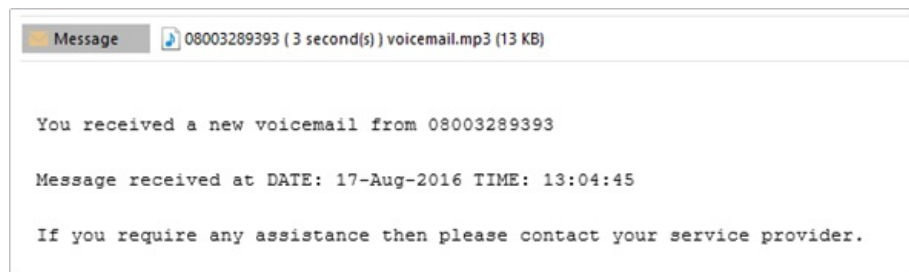 Message 08003289393 ( 3 second(s) ) voicemail.mp3 (13 KB)
You received a new voicemail from 08003289393
Message received at DATE: 17-Aug-2016 TIME: 13:04:45
If you require any assistance then please contact your service provider.